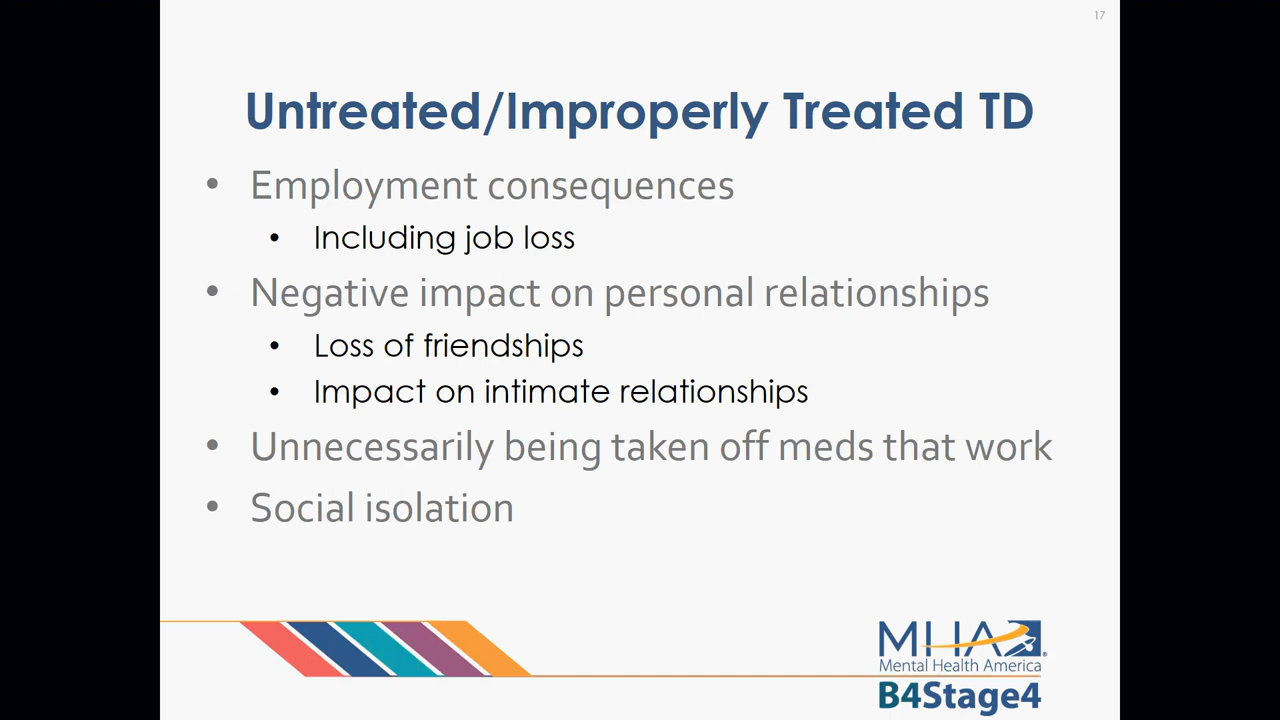 17
Untreated/Improperly Treated TD
• Employment consequences
• Including job loss
• Negative impact on personal relationships
• Loss of friendships
• Impact on intimate relationships
• Unnecessarily being taken off meds that work
• Social isolation
MHA®
Mental Health America
B4Stage4